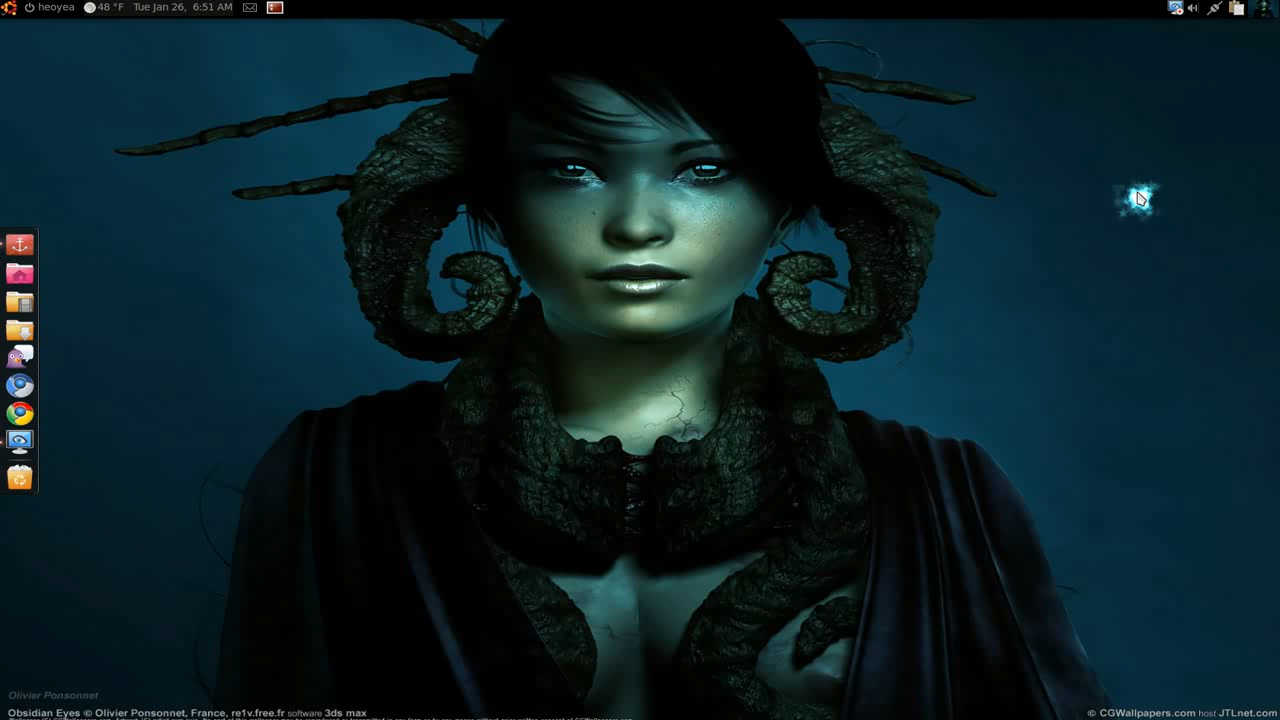 heoyea 48 °F Tue Jan 26, 6:51 AM
Olivier Ponsonnet
Obsidian Eyes © Olivier Ponsonnet, France, re1v.free.fr software 3ds max
© CGWallpapers.com host JTLnet.com